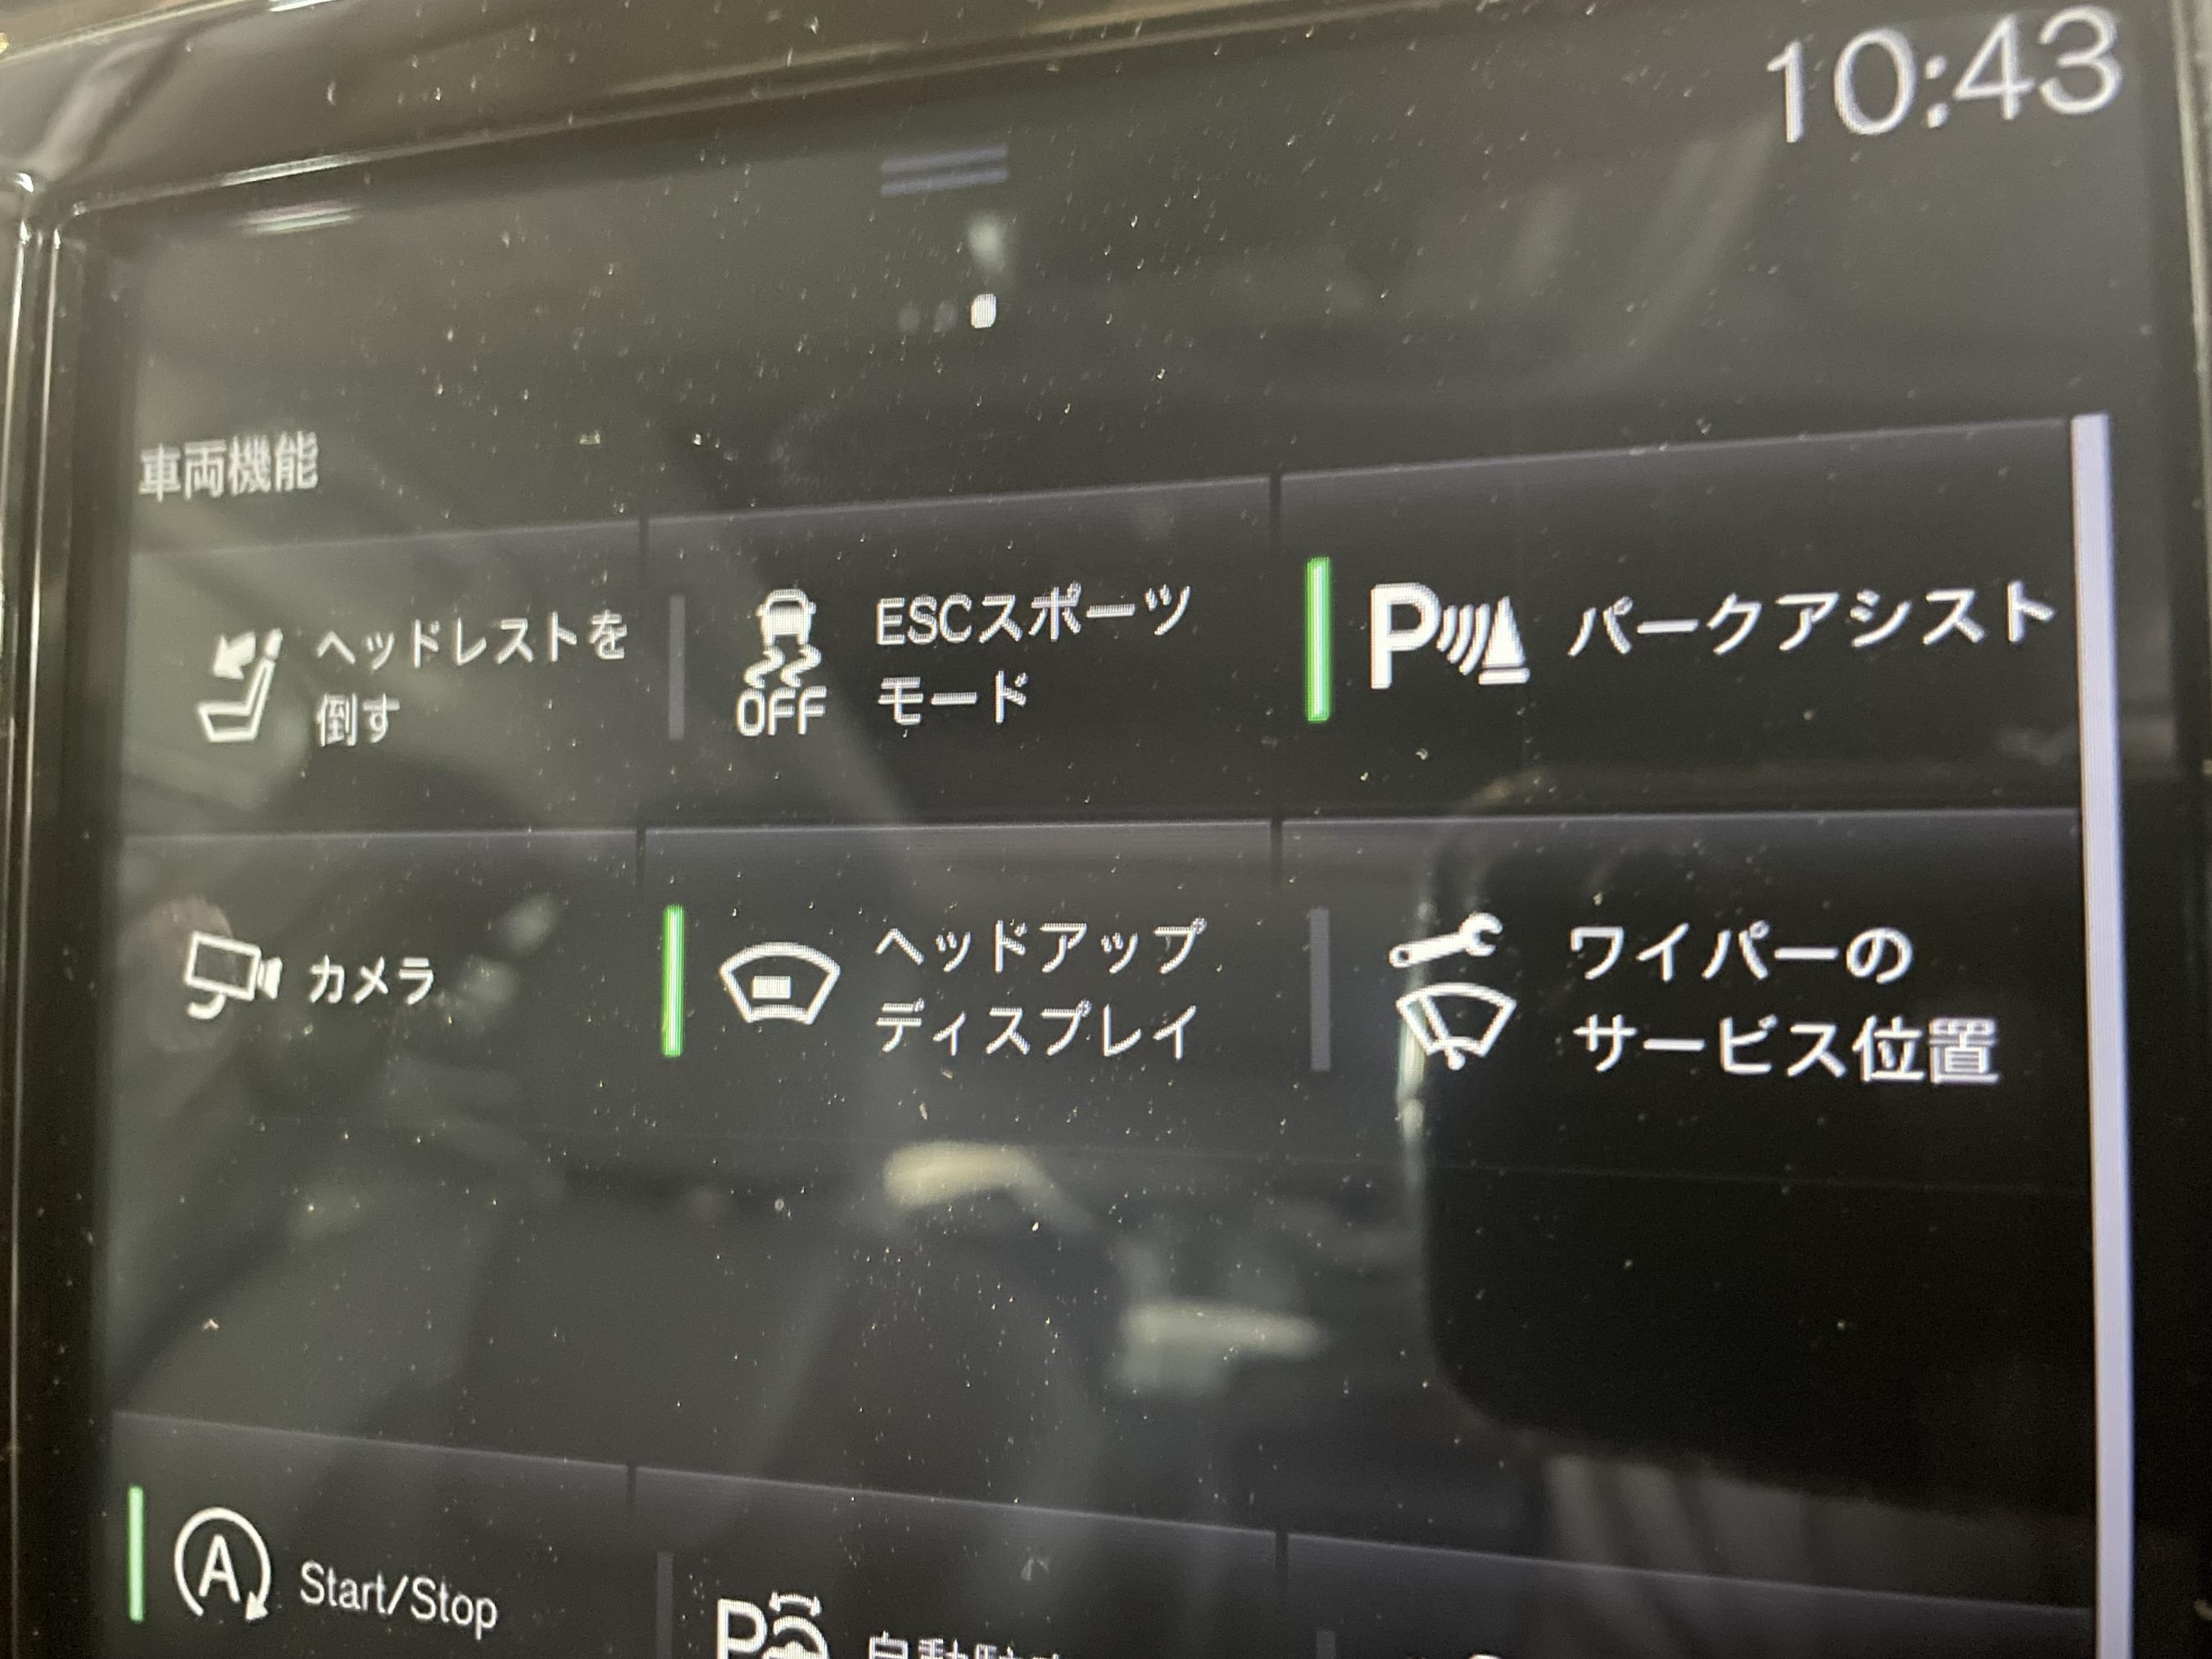 10:43
車両機能
ヘッドレストを
倒す
OFF
ESCスポーツ
モード
P
パークアシスト
カメラ
ヘッドアップ
ディスプレイ
ワイパーの
サービス位置
A
Start/Stop
P